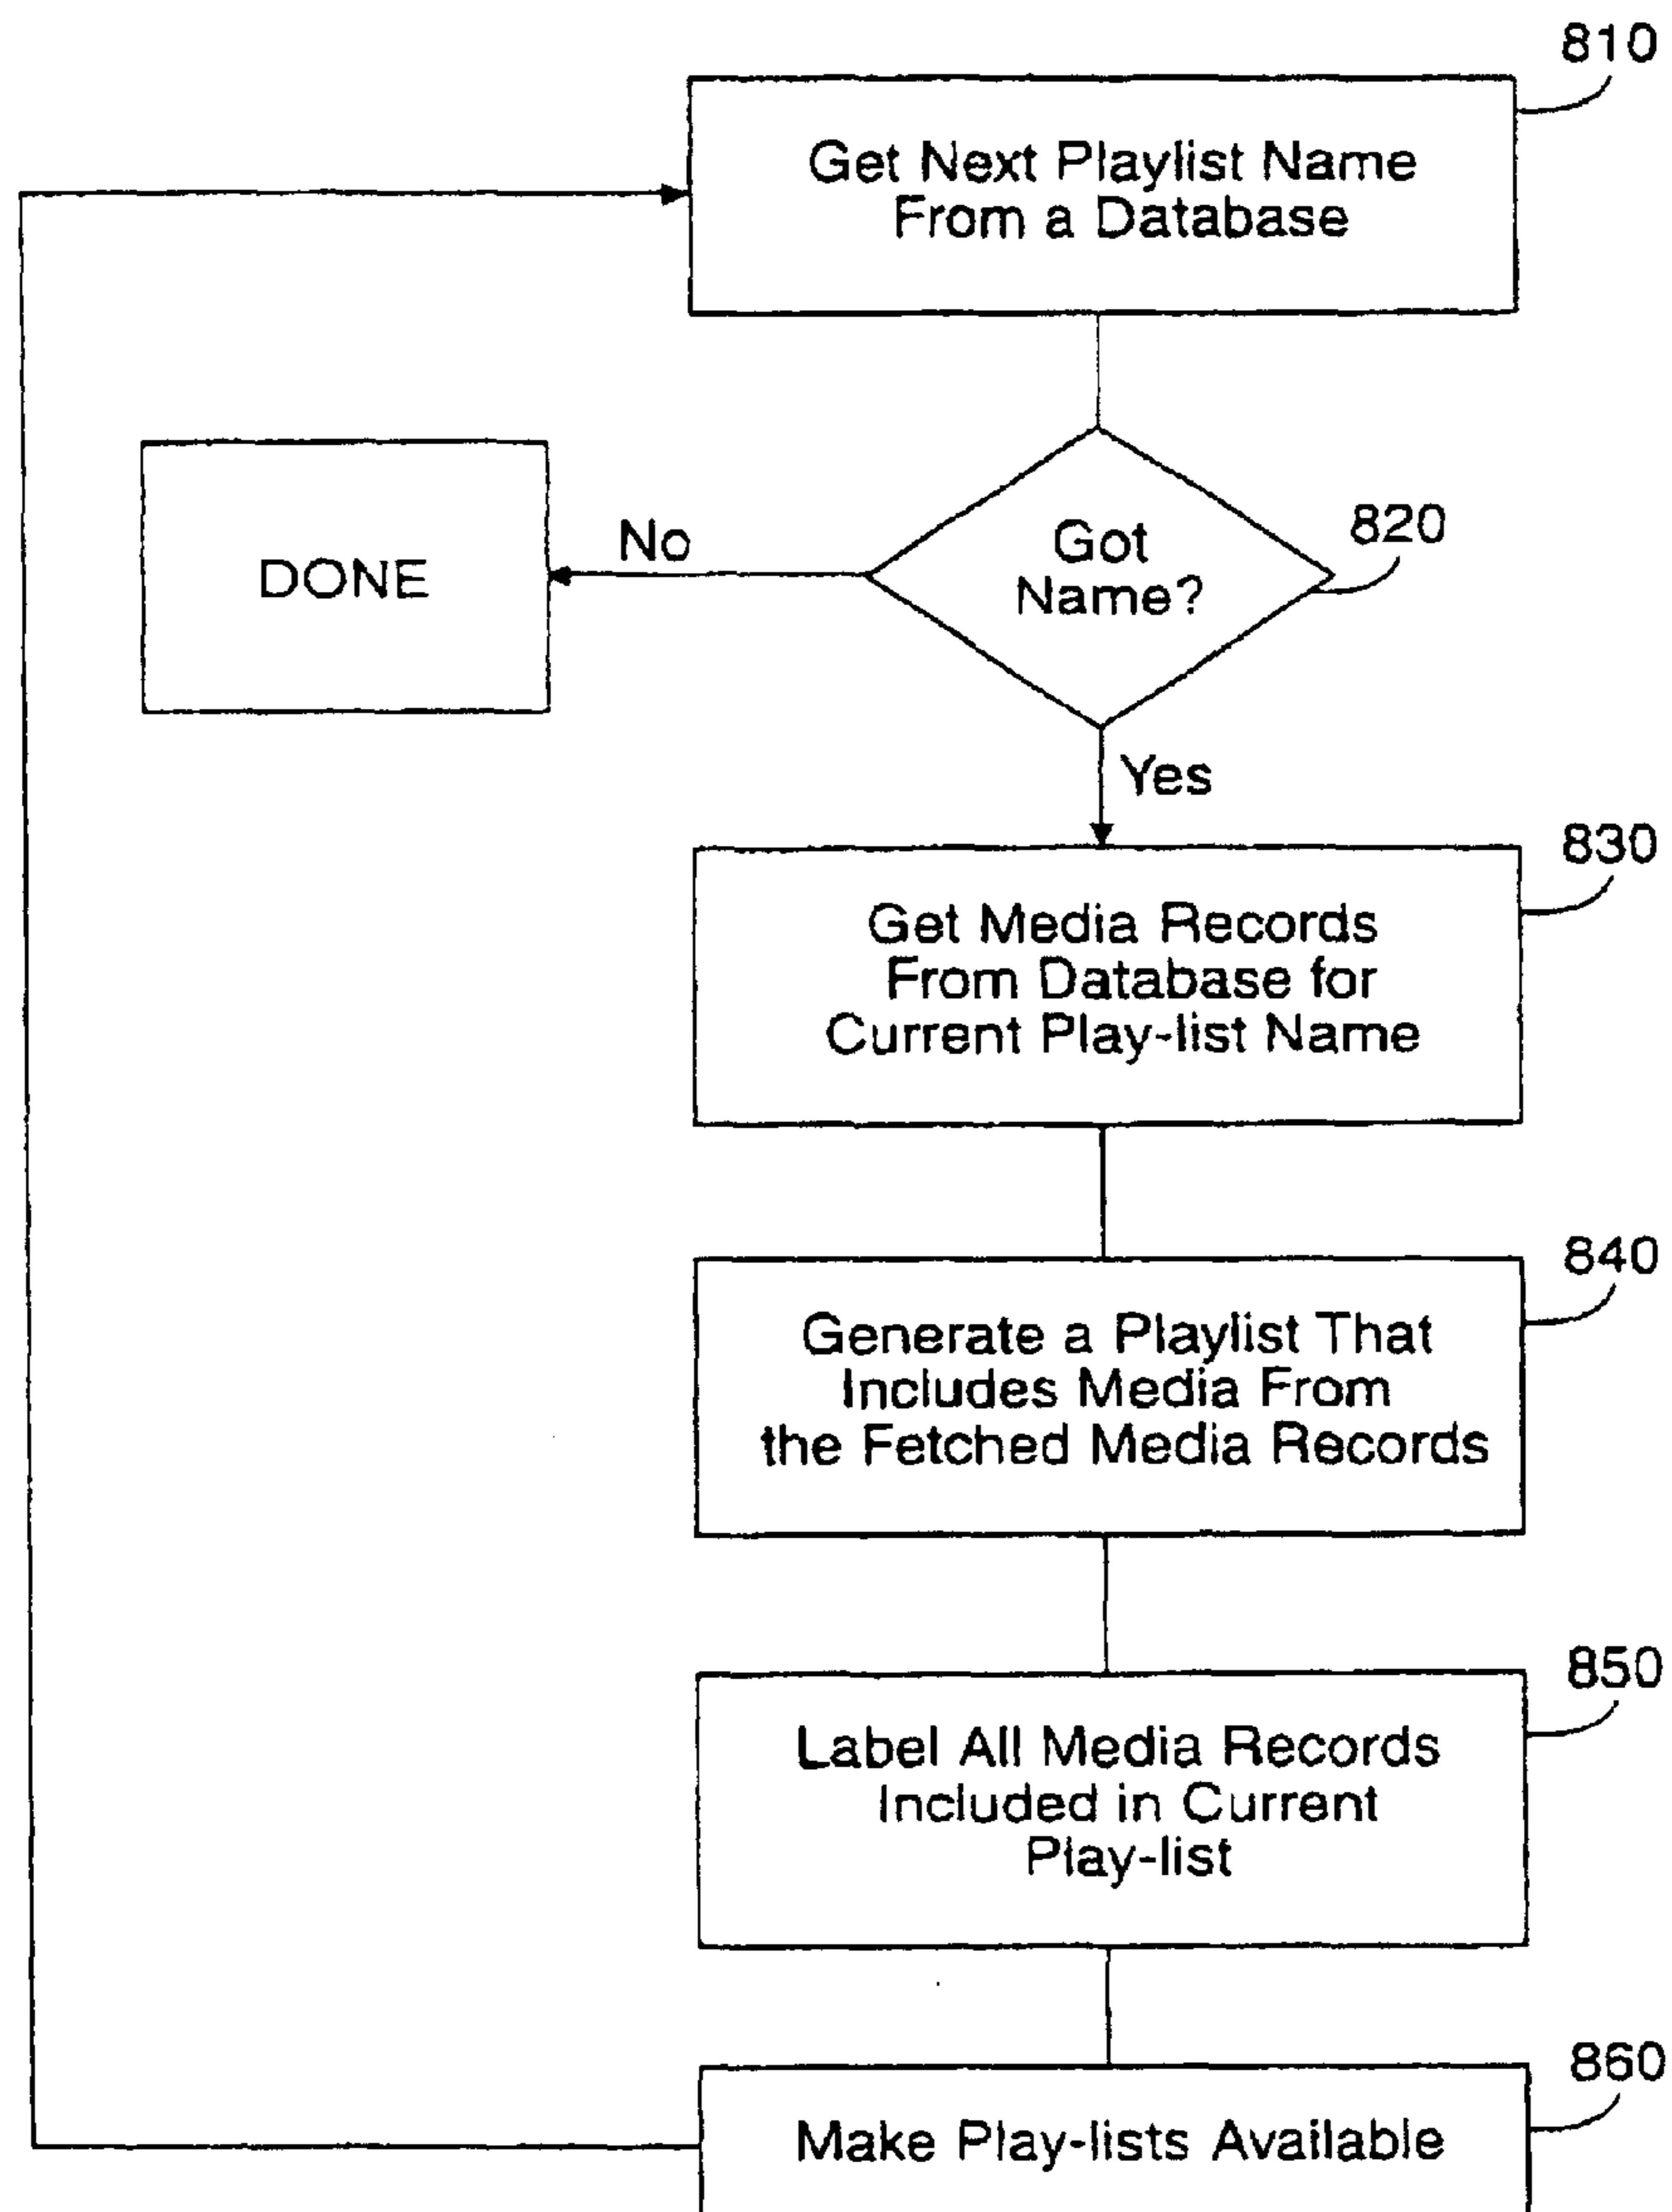 810
Get Next Playlist Name
From a Database
No
DONE
Got
Name?
820
Yes
830
Get Media Records
From Database for
Current Play-list Name
840
Generate a Playlist That
Includes Media From
the Fetched Media Records
850
Label All Media Records
Included in Current
Play-list
860
Make Play-lists Available